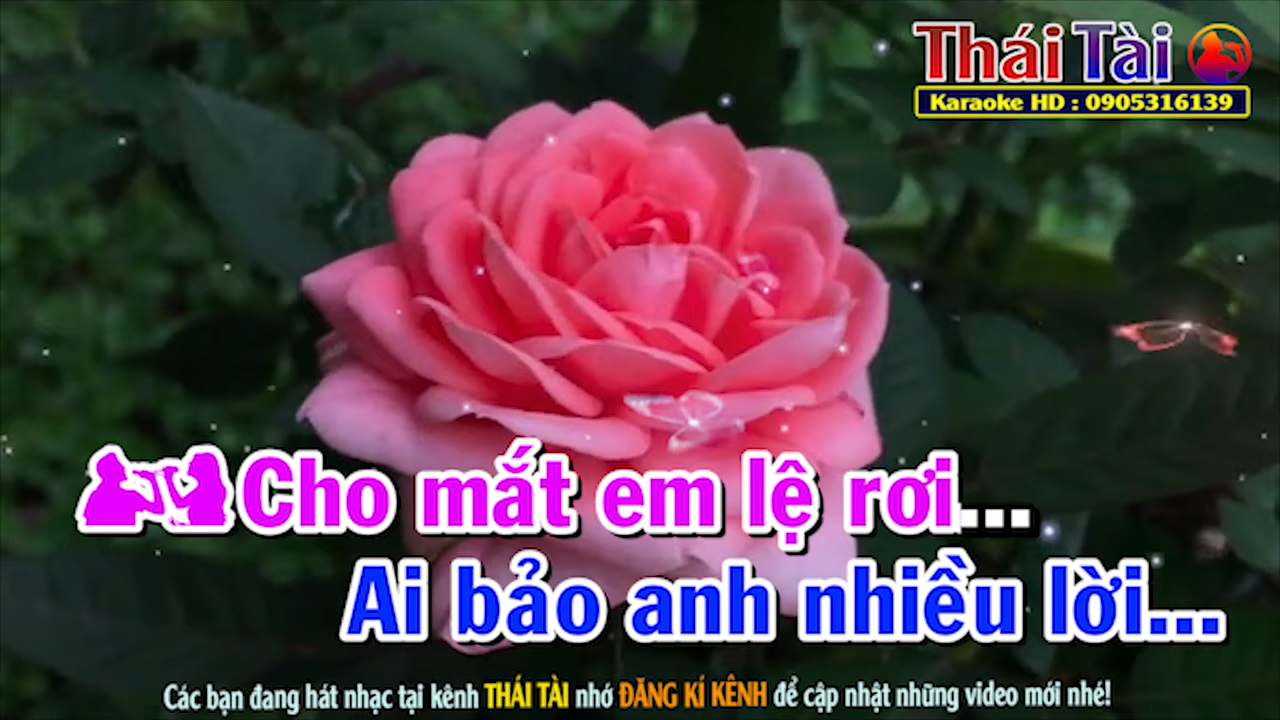 Thái Tài
Karaoke HD : 0905316139
Cho mắt em lệ rơi...
Ai bảo anh nhiều lời...
Các bạn đang hát nhạc tại kênh THÁI TÀI nhớ ĐĂNG KÍ KÊNH để cập nhật những video mới nhé!